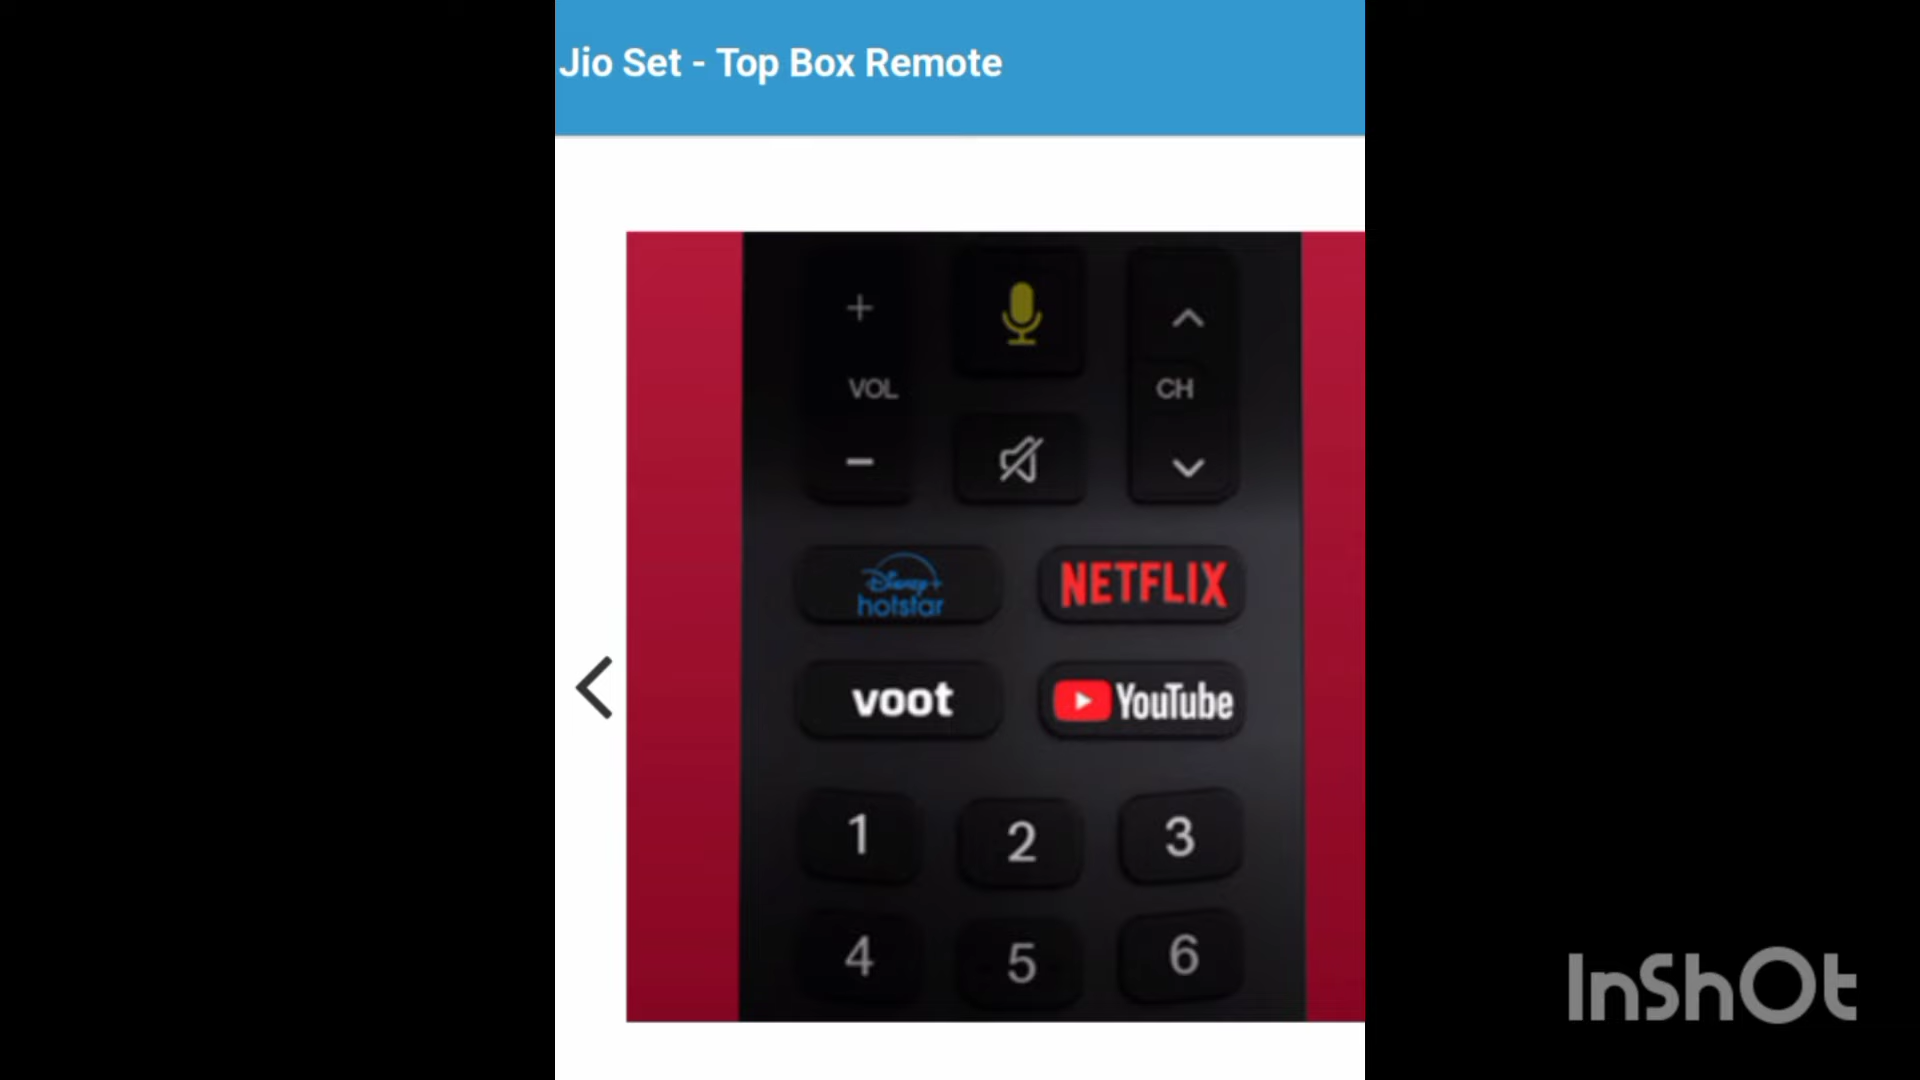 Jio Set - Top Box Remote
+
VOL
CH
-
Disney+
hotstar
NETFLIX
voot
YouTube
1 2 3
4 5 6
InShOt